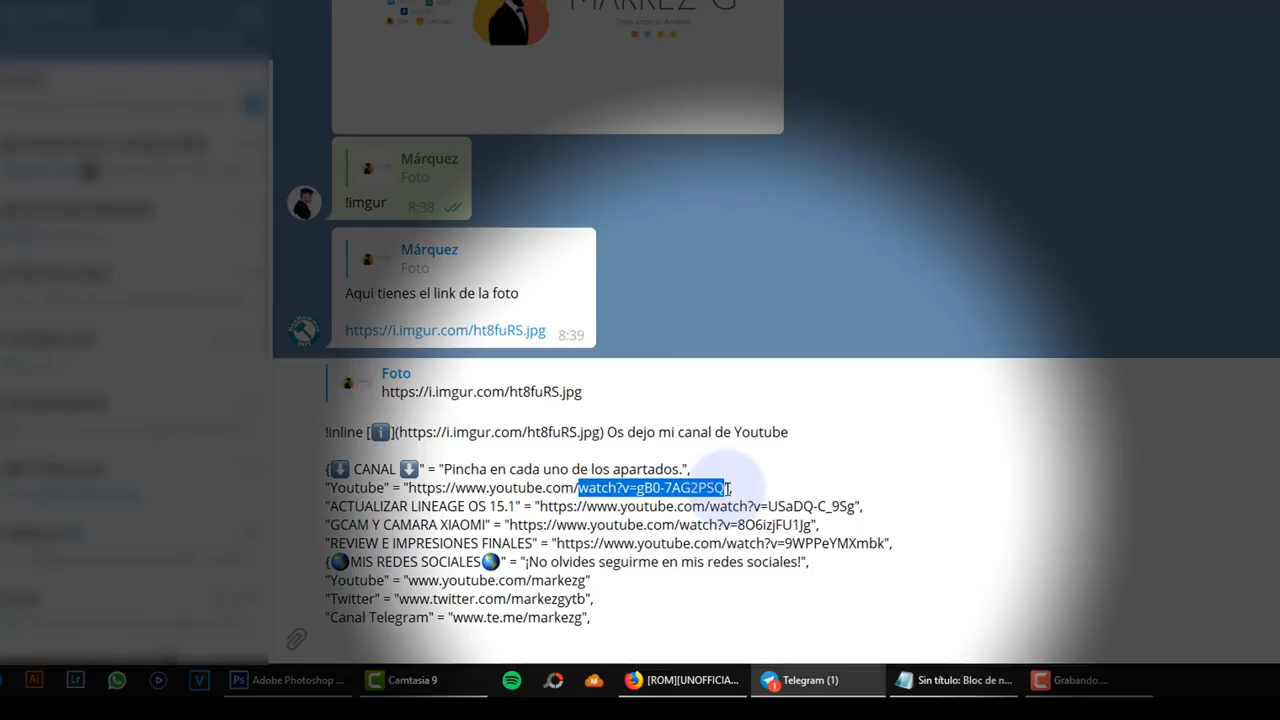 MARKEZ G
Márquez
Foto
!imgur
8:38
Márquez
Foto
Aqui tienes el link de la foto
https://i.imgur.com/ht8fuRS.jpg
8:39
Foto
https://i.imgur.com/ht8fuRS.jpg
!inline [ℹ️](https://i.imgur.com/ht8fuRS.jpg) Os dejo mi canal de Youtube
{⬇️ CANAL ⬇️" = "Pincha en cada uno de los apartados.",
"Youtube" = "https://www.youtube.com/watch?v=gB0-7AG2PSQ",
"ACTUALIZAR LINEAGE OS 15.1" = "https://www.youtube.com/watch?v=USaDQ-C_9Sg",
"GCAM Y CAMARA XIAOMI" = "https://www.youtube.com/watch?v=8O6izjFU1Jg",
"REVIEW E IMPRESIONES FINALES" = "https://www.youtube.com/watch?v=9WPPeYMXmbk",
{🌎MIS REDES SOCIALES🌎" = "¡No olvides seguirme en mis redes sociales!",
"Youtube" = "www.youtube.com/markezg"
"Twitter" = "www.twitter.com/markezgytb",
"Canal Telegram" = "www.te.me/markezg",
Ai Lr Ps Adobe Photoshop ... Camtasia 9 [ROM][UNOFFICIA... Telegram (1) Sin título: Bloc de n... Grabando....